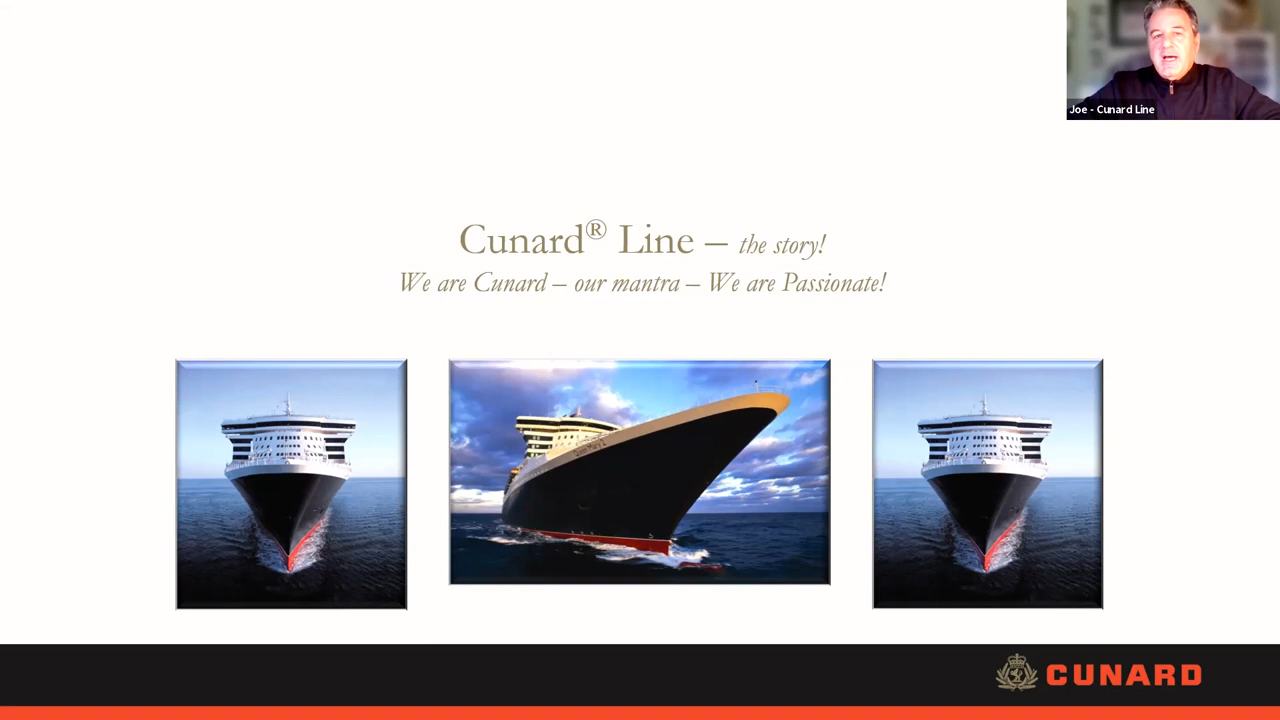 Joe - Cunard Line
Cunard® Line – the story!
We are Cunard – our mantra – We are Passionate!
CUNARD